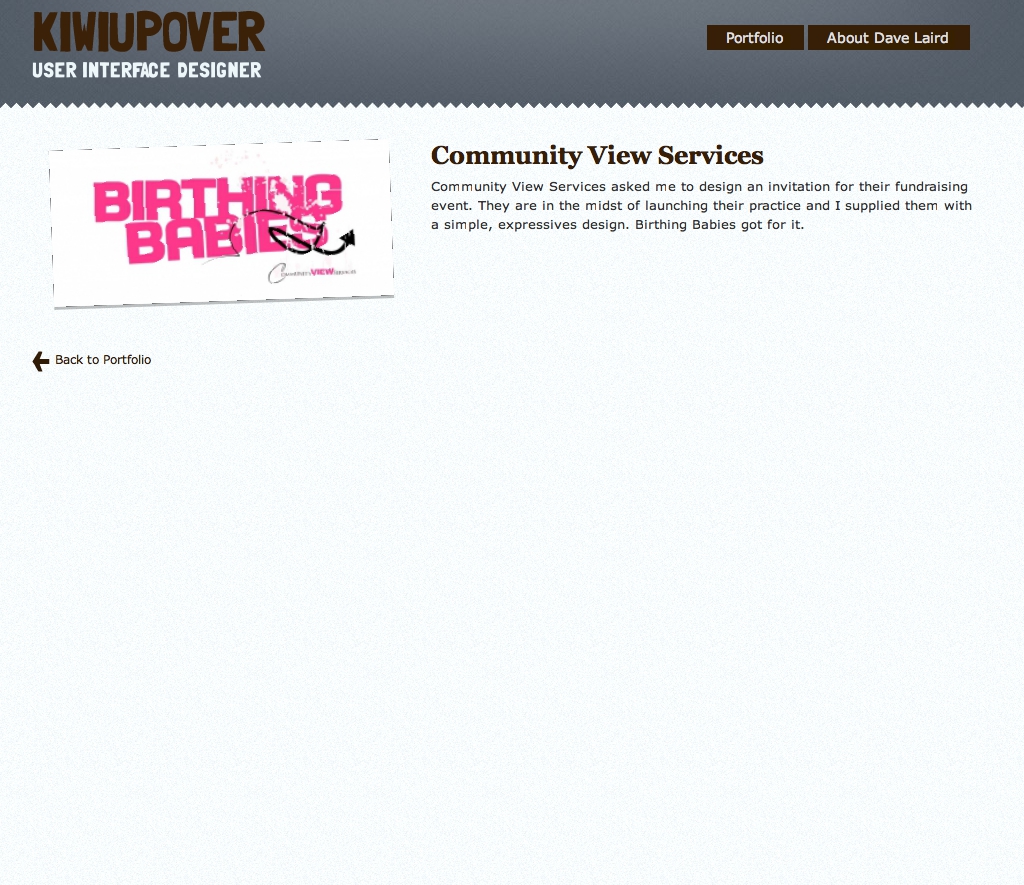 KIWIUPOVER
USER INTERFACE DESIGNER
Portfolio
About Dave Laird
BIRTHING
BABIES
COMMUNITY VIEW SERVICES
Community View Services
Community View Services asked me to design an invitation for their fundraising
event. They are in the midst of launching their practice and I supplied them with
a simple, expressives design. Birthing Babies got for it.
Back to Portfolio